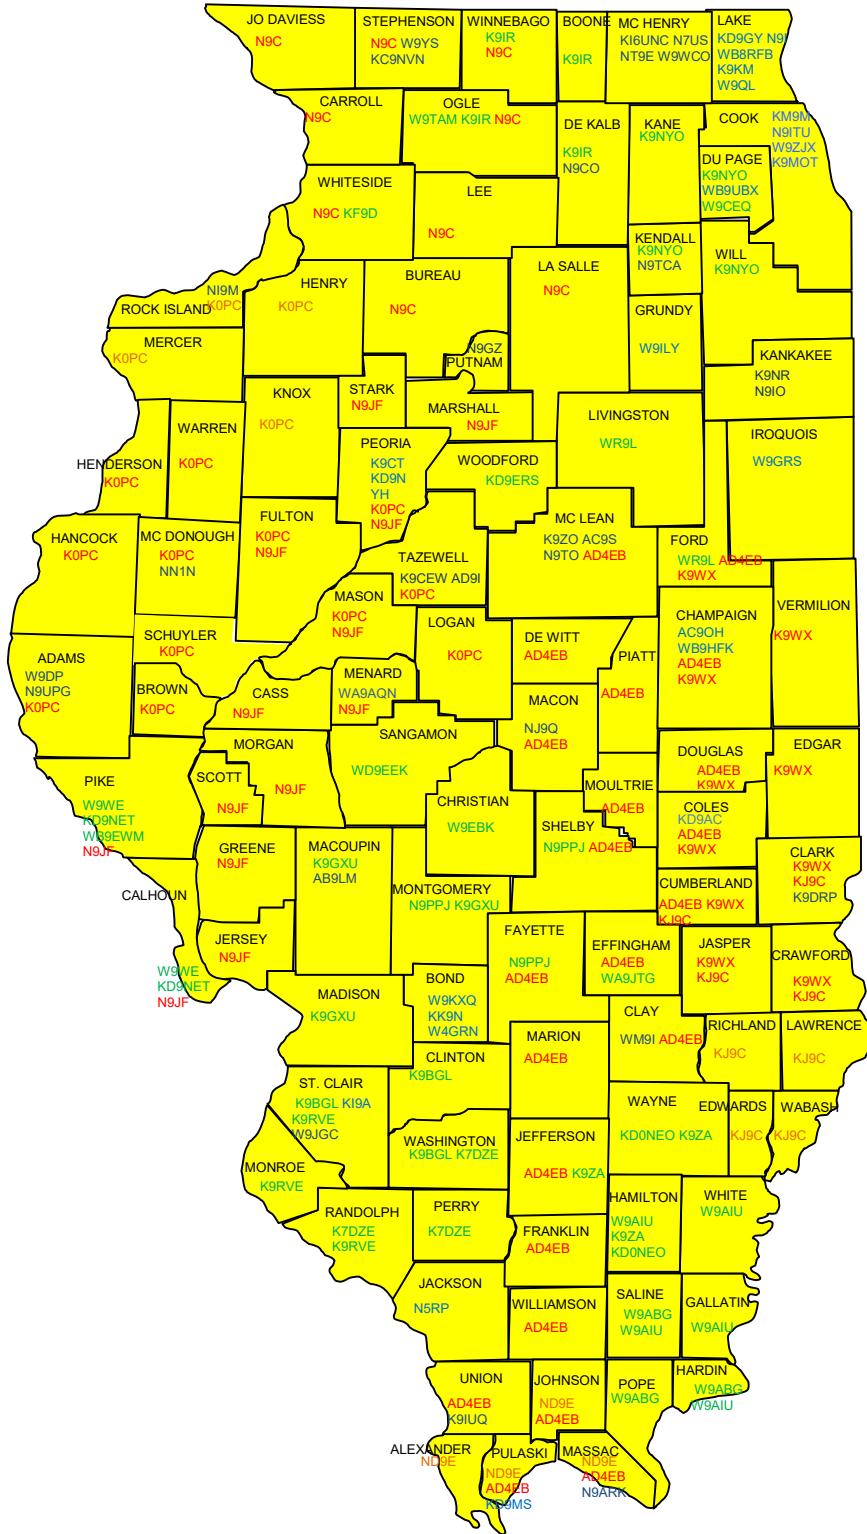 JO DAVIESS
N9C
STEPHENSON
N9C W9YS
KC9NVN
WINNEBAGO
K9IR
N9C
BOONE
K9IR
MC HENRY
KI6UNC N7US
NT9E W9WCO
LAKE
KD9GY N9I
WB8RFB
K9KM
W9QL
CARROLL
N9C
OGLE
W9TAM K9IR N9C
DE KALB
K9IR
N9CO
KANE
K9NYO
COOK
KM9M
N9ITU
W9ZJX
K9MOT
DU PAGE
K9NYO
WB9UBX
W9CEQ
WHITESIDE
N9C KF9D
LEE
N9C
KENDALL
K9NYO
N9TCA
WILL
K9NYO
ROCK ISLAND
NI9M
K0PC
HENRY
K0PC
BUREAU
N9C
LA SALLE
N9C
GRUNDY
W9ILY
MERCER
K0PC
N9GZ
PUTNAM
KANKAKEE
K9NR
N9IO
KNOX
K0PC
STARK
N9JF
MARSHALL
N9JF
LIVINGSTON
WR9L
IROQUOIS
W9GRS
HENDERSON
K0PC
WARREN
K0PC
PEORIA
K9CT
KD9N
YH
K0PC
N9JF
WOODFORD
KD9ERS
HANCOCK
K0PC
MC DONOUGH
K0PC
NN1N
FULTON
K0PC
N9JF
TAZEWELL
K9CEW AD9I
K0PC
MC LEAN
K9ZO AC9S
N9TO AD4EB
FORD
WR9L AD4EB
K9WX
MASON
K0PC
N9JF
LOGAN
K0PC
DE WITT
AD4EB
PIATT
AD4EB
CHAMPAIGN
AC9OH
WB9HFK
AD4EB
K9WX
VERMILION
K9WX
SCHUYLER
K0PC
ADAMS
W9DP
N9UPG
K0PC
BROWN
K0PC
CASS
N9JF
MENARD
WA9AQN
N9JF
MACON
NJ9Q
AD4EB
SANGAMON
WD9EEK
MORGAN
N9JF
SCOTT
N9JF
PIKE
W9WE
KD9NET
WB9EWM
N9JF
CHRISTIAN
W9EBK
MOULTRIE
AD4EB
DOUGLAS
AD4EB
K9WX
EDGAR
K9WX
COLES
KD9AC
AD4EB
K9WX
SHELBY
N9PPJ AD4EB
GREENE
N9JF
MACOUPIN
K9GXU
AB9LM
MONTGOMERY
N9PPJ K9GXU
CLARK
K9WX
KJ9C
K9DRP
CUMBERLAND
AD4EB K9WX
KJ9C
CALHOUN
W9WE
KD9NET
N9JF
JERSEY
N9JF
FAYETTE
N9PPJ
AD4EB
EFFINGHAM
AD4EB
WA9JTG
JASPER
K9WX
KJ9C
CRAWFORD
K9WX
KJ9C
MADISON
K9GXU
BOND
W9KXQ
KK9N
W4GRN
CLAY
WM9I AD4EB
RICHLAND
KJ9C
LAWRENCE
KJ9C
MARION
AD4EB
CLINTON
K9BGL
ST. CLAIR
K9BGL KI9A
K9RVE
W9JGC
WAYNE
KD0NEO K9ZA
EDWARDS
KJ9C
WABASH
KJ9C
WASHINGTON
K9BGL K7DZE
JEFFERSON
AD4EB K9ZA
MONROE
K9RVE
RANDOLPH
K7DZE
K9RVE
PERRY
K7DZE
HAMILTON
W9AIU
K9ZA
KD0NEO
WHITE
W9AIU
FRANKLIN
AD4EB
JACKSON
N5RP
WILLIAMSON
AD4EB
SALINE
W9ABG
W9AIU
GALLATIN
W9AIU
UNION
AD4EB
K9IUQ
JOHNSON
ND9E
AD4EB
POPE
W9ABG
HARDIN
W9ABG
W9AIU
ALEXANDER
ND9E
PULASKI
ND9E
AD4EB
KD9MS
MASSAC
ND9E
AD4EB
N9ARK